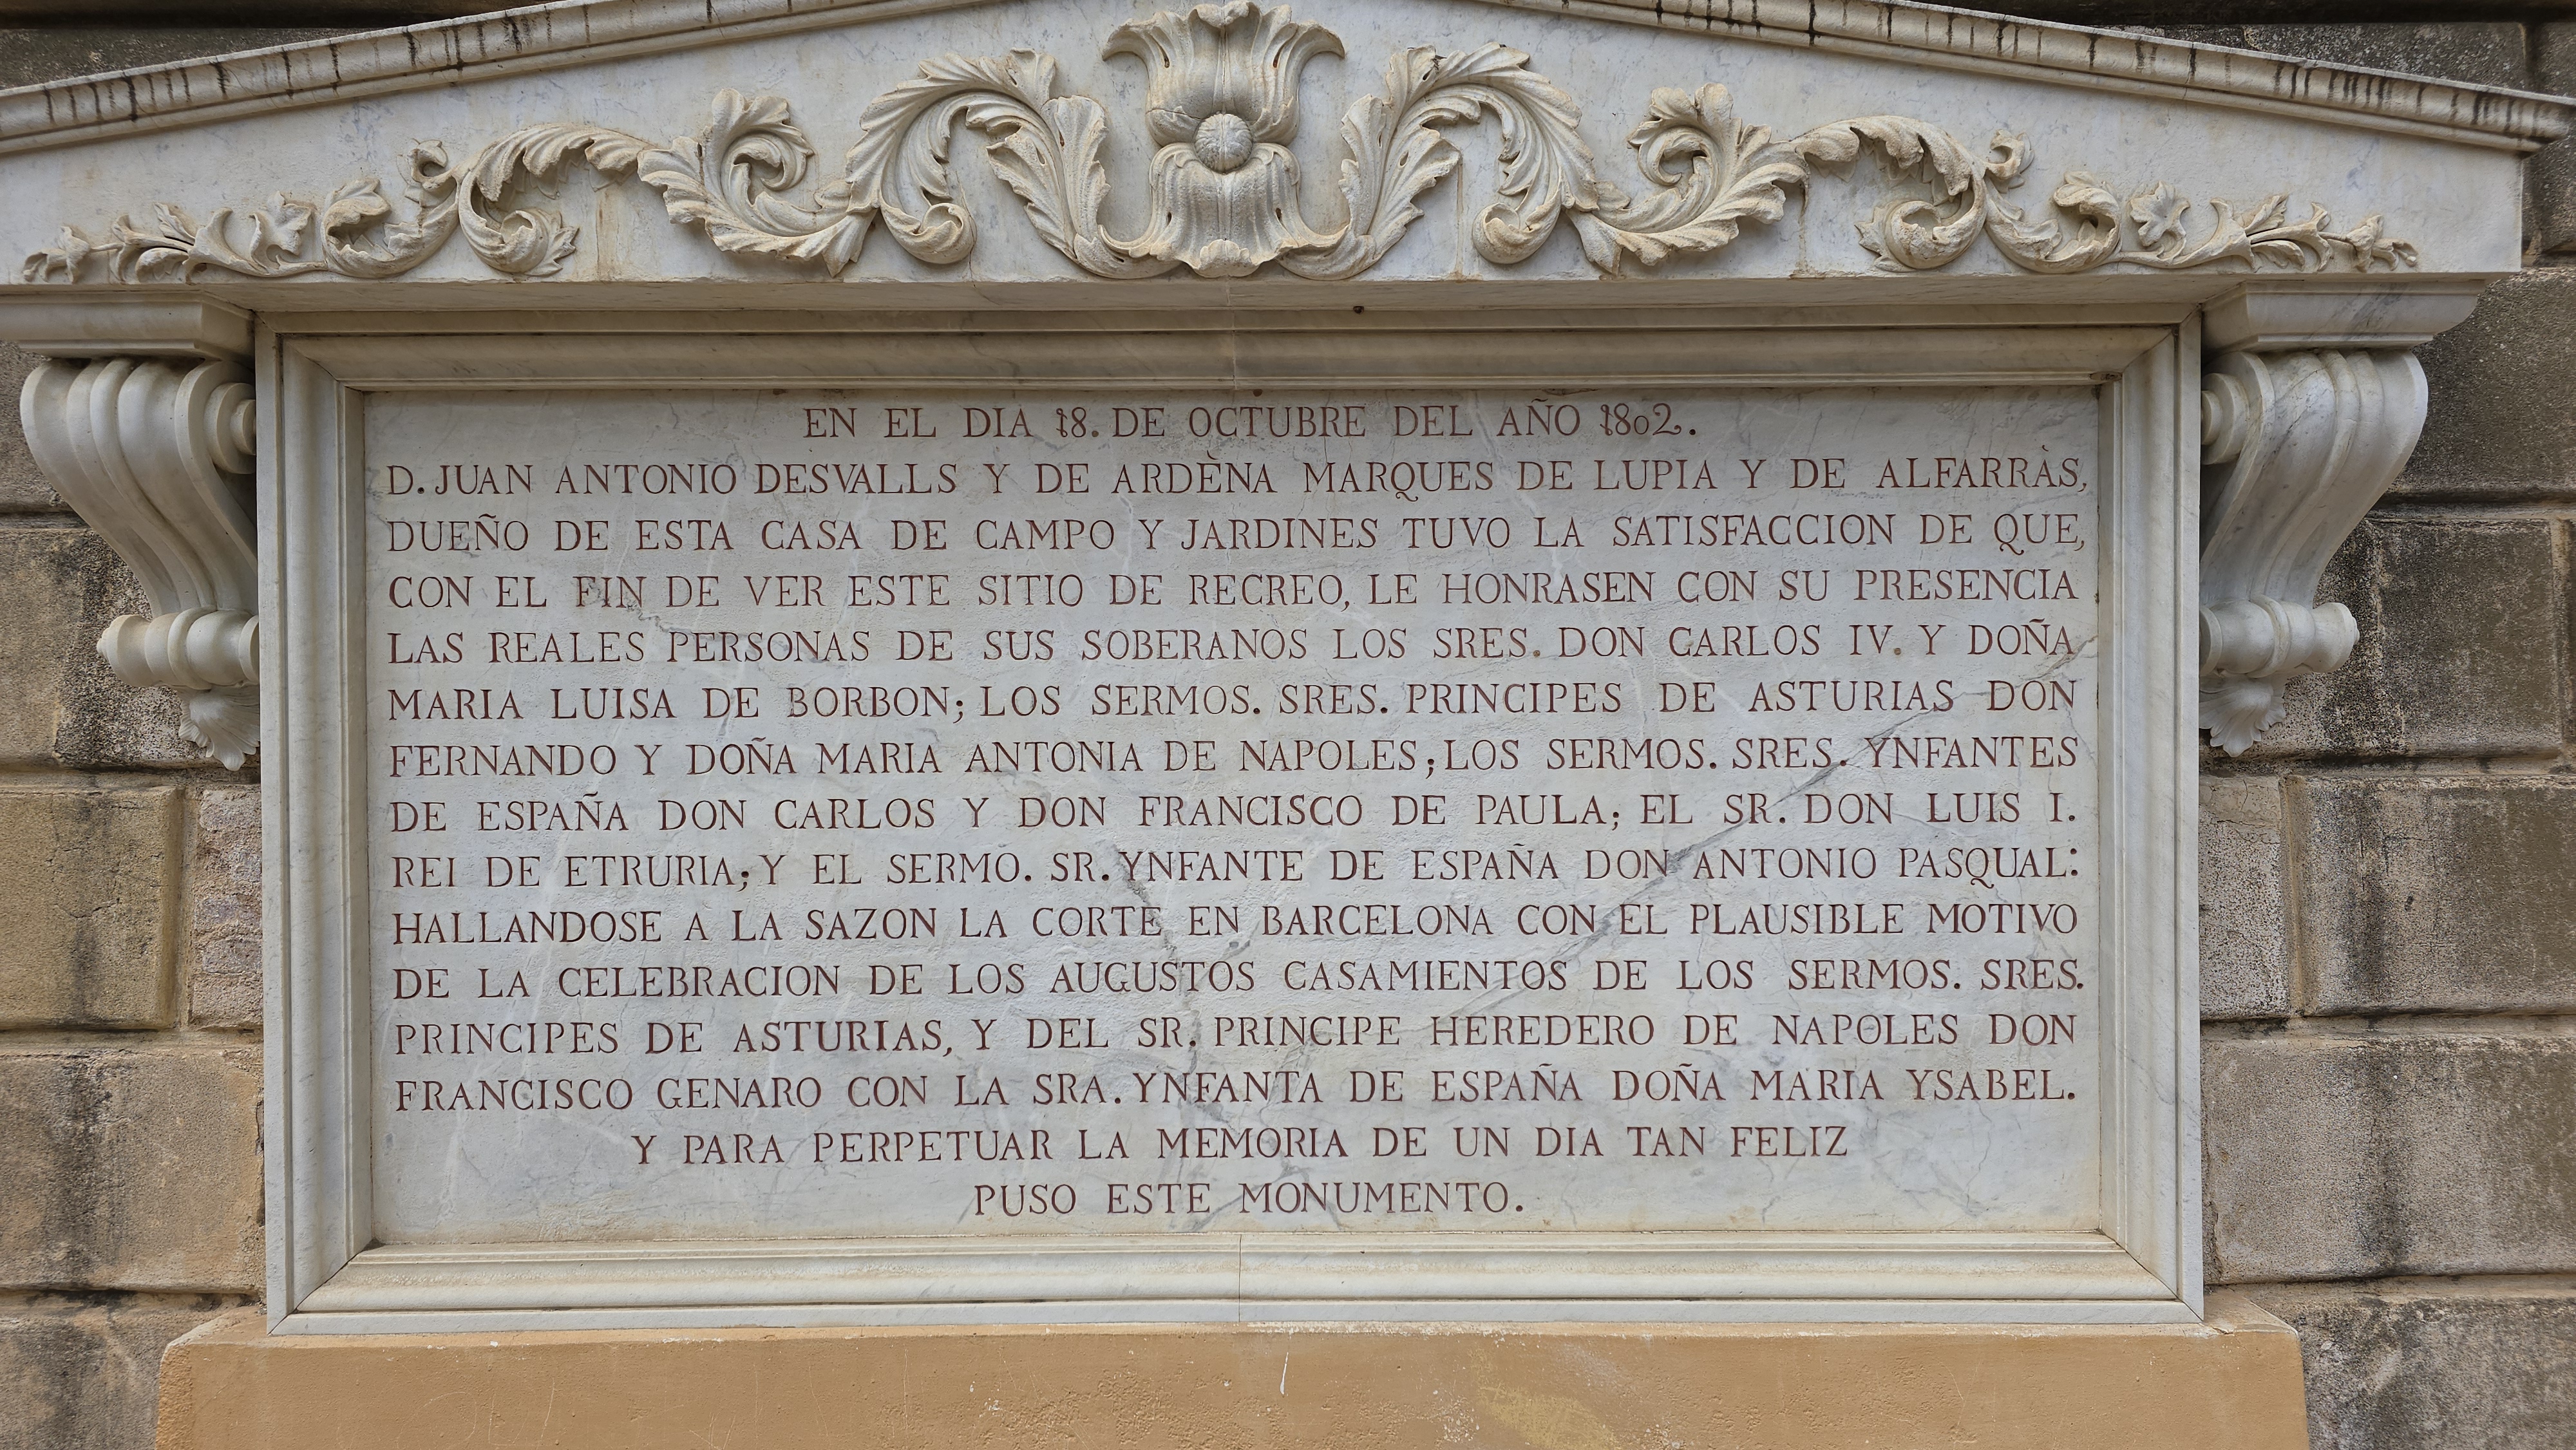 EN EL DIA 18. DE OCTUBRE DEL AÑO 1802.
D. JUAN ANTONIO DESVALLS Y DE ARDÈNA MARQUES DE LUPIA Y DE ALFARRÀS,
DUEÑO DE ESTA CASA DE CAMPO Y JARDINES TUVO LA SATISFACCION DE QUE,
CON EL FIN DE VER ESTE SITIO DE RECREO, LE HONRASEN CON SU PRESENCIA
LAS REALES PERSONAS DE SUS SOBERANOS LOS SRES. DON CARLOS IV. Y DOÑA
MARIA LUISA DE BORBON; LOS SERMOS. SRES. PRINCIPES DE ASTURIAS DON
FERNANDO Y DOÑA MARIA ANTONIA DE NAPOLES; LOS SERMOS. SRES. YNFANTES
DE ESPAÑA DON CARLOS Y DON FRANCISCO DE PAULA; EL SR. DON LUIS I.
REI DE ETRURIA; Y EL SERMO. SR. YNFANTE DE ESPAÑA DON ANTONIO PASQUAL:
HALLANDOSE A LA SAZON LA CORTE EN BARCELONA CON EL PLAUSIBLE MOTIVO
DE LA CELEBRACION DE LOS AUGUSTOS CASAMIENTOS DE LOS SERMOS. SRES.
PRINCIPES DE ASTURIAS, Y DEL SR. PRINCIPE HEREDERO DE NAPOLES DON
FRANCISCO GENARO CON LA SRA. YNFANTA DE ESPAÑA DOÑA MARIA YSABEL.
Y PARA PERPETUAR LA MEMORIA DE UN DIA TAN FELIZ
PUSO ESTE MONUMENTO.